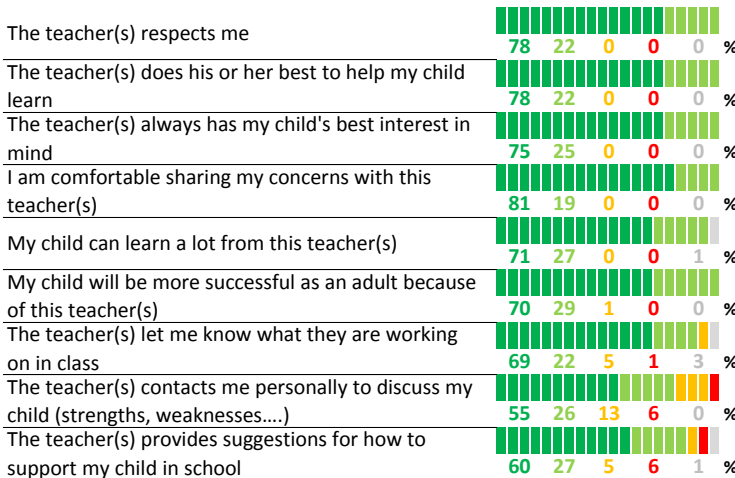 The teacher(s) respects me
78 22 0 0 0 %
The teacher(s) does his or her best to help my child
learn
78 22 0 0 0 %
The teacher(s) always has my child's best interest in
mind
75 25 0 0 0 %
I am comfortable sharing my concerns with this
teacher(s)
81 19 0 0 0 %
My child can learn a lot from this teacher(s)
71 27 0 0 1 %
My child will be more successful as an adult because
of this teacher(s)
70 29 1 0 0 %
The teacher(s) let me know what they are working
on in class
69 22 5 1 3 %
The teacher(s) contacts me personally to discuss my
child (strengths, weaknesses....)
55 26 13 6 0 %
The teacher(s) provides suggestions for how to
support my child in school
60 27 5 6 1 %